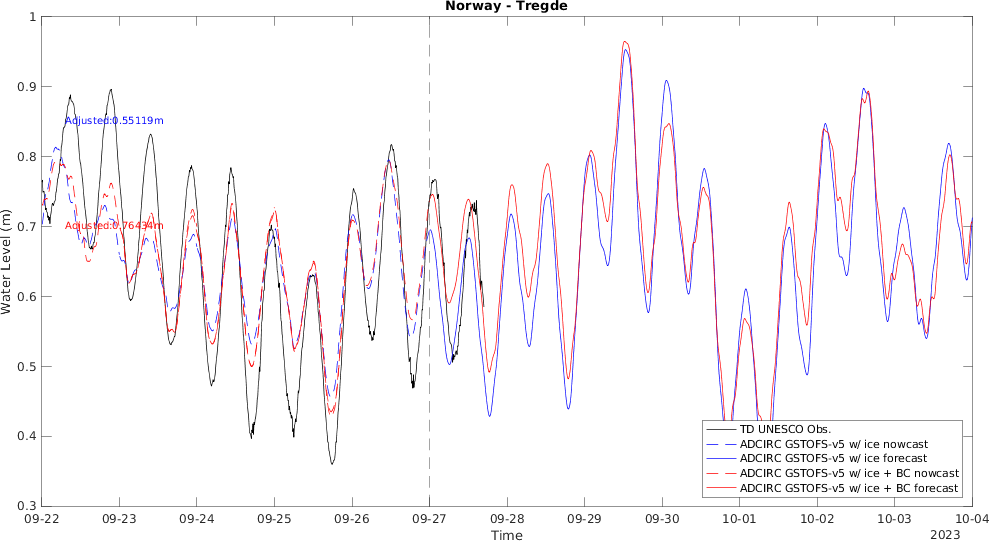 Norway - Tregde
1
0.9
0.8
0.7
0.6
0.5
0.4
0.3
Water Level (m)
Adjusted:0.55119m
Adjusted:0.76434m
TD UNESCO Obs.
ADCIRC GSTOFS-v5 w/ ice nowcast
ADCIRC GSTOFS-v5 w/ ice forecast
ADCIRC GSTOFS-v5 w/ ice + BC nowcast
ADCIRC GSTOFS-v5 w/ ice + BC forecast
09-22 09-23 09-24 09-25 09-26 09-27 09-28 09-29 09-30 10-01 10-02 10-03 10-04
Time
2023